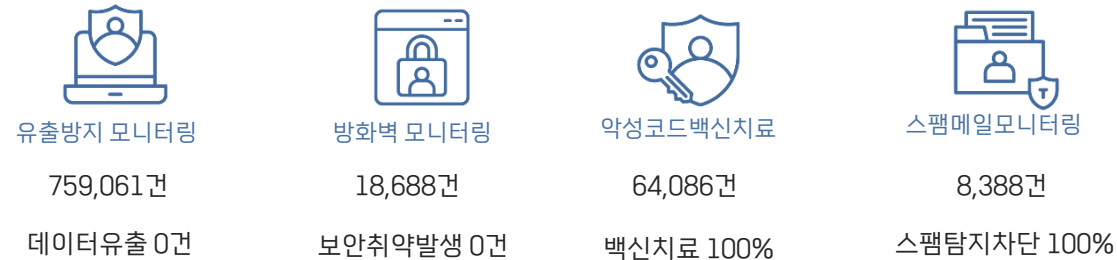 유출방지 모니터링
방화벽 모니터링
악성코드백신치료
스팸메일모니터링
759,061건
18,688건
64,086건
8,388건
데이터유출 0건
보안취약발생 0건
백신치료 100%
스팸탐지차단 100%
T